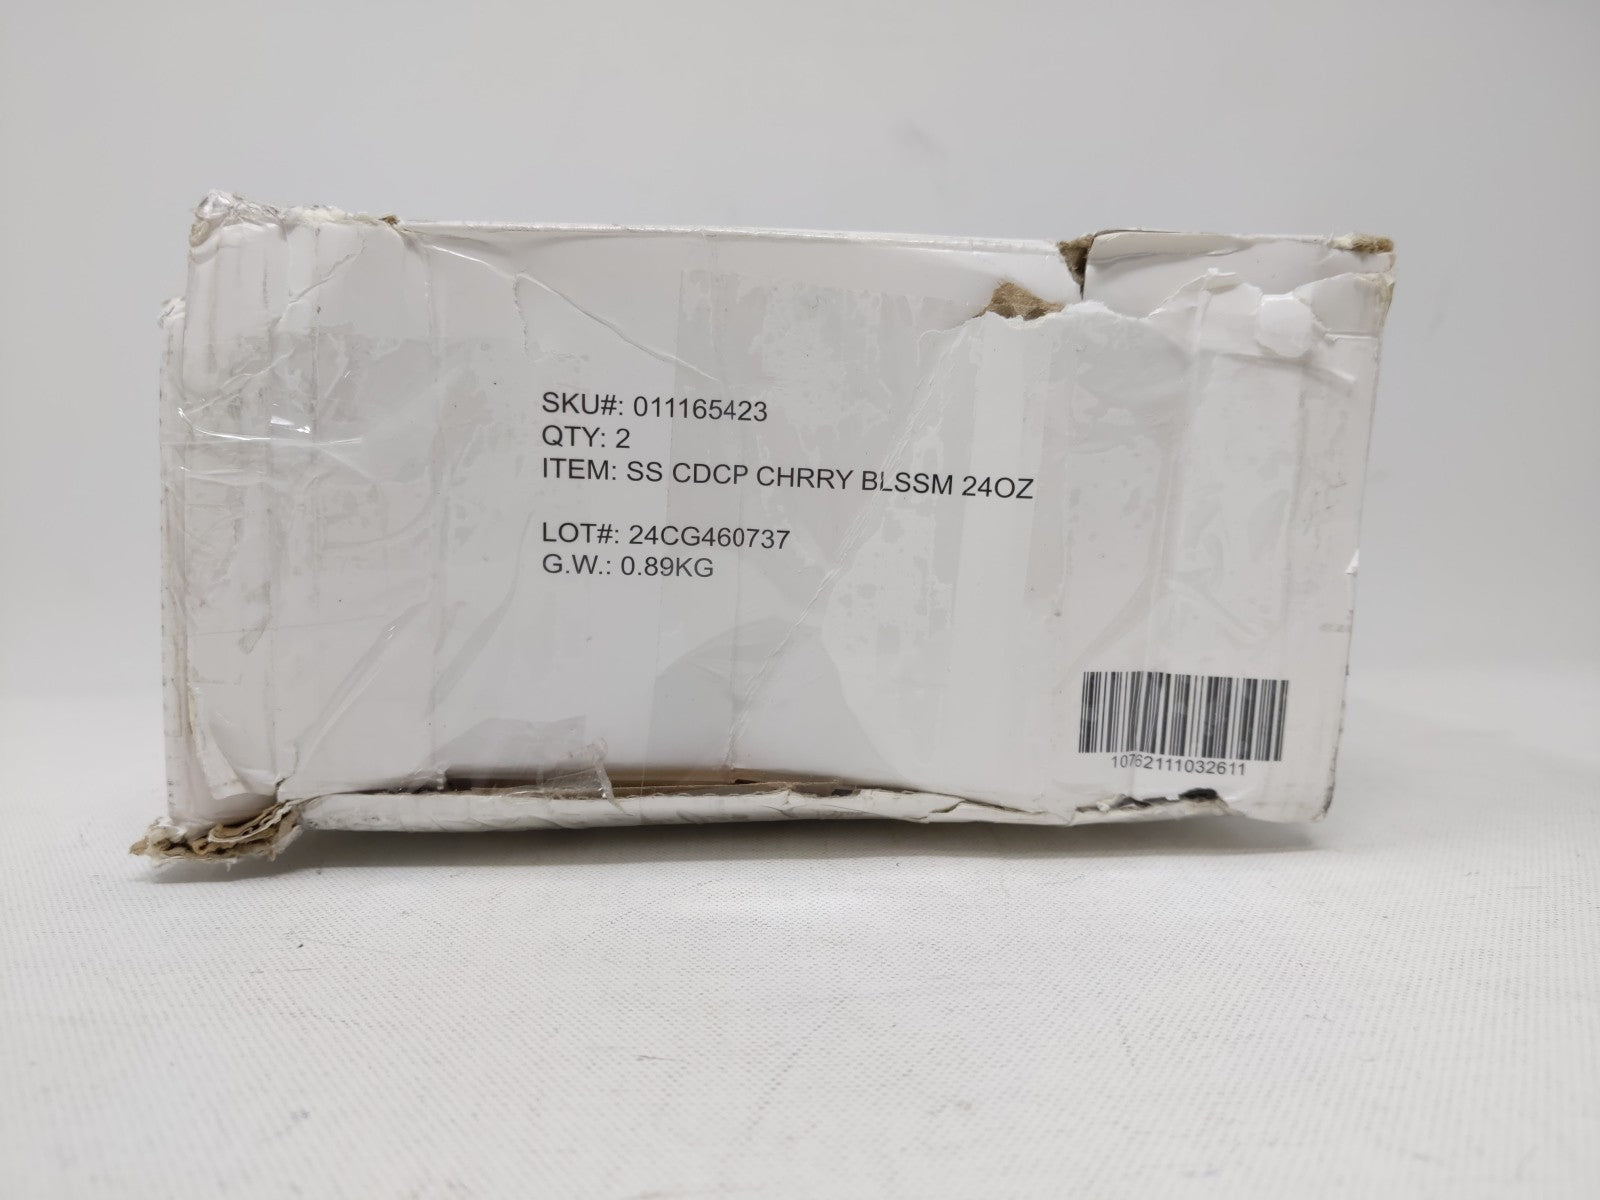 SKU#: 011165423
QTY: 2
ITEM: SS CDCP CHRRY BLSSM 24OZ
LOT#: 24CG460737
G.W.: 0.89KG
10762111032611